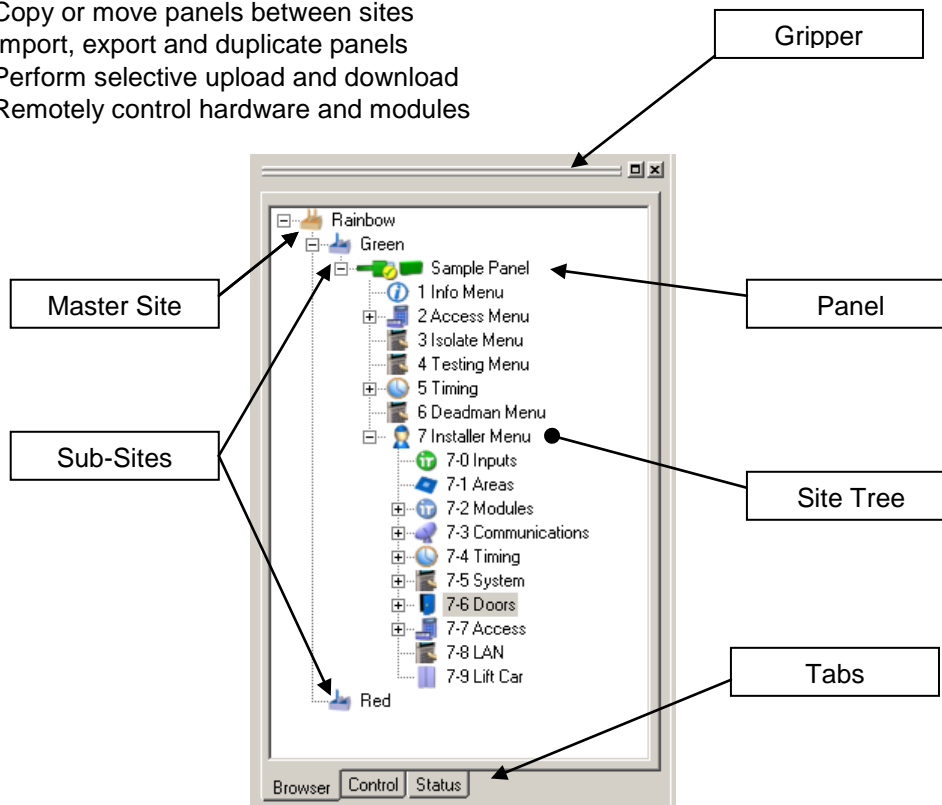 Copy or move panels between sites
mport, export and duplicate panels
Perform selective upload and download
Remotely control hardware and modules
Gripper
Rainbow
Green
Sample Panel
1 Info Menu
2 Access Menu
3 Isolate Menu
4 Testing Menu
5 Timing
6 Deadman Menu
7 Installer Menu
7-0 Inputs
7-1 Areas
7-2 Modules
7-3 Communications
7-4 Timing
7-5 System
7-6 Doors
7-7 Access
7-8 LAN
7-9 Lift Car
Red
Master Site
Panel
Sub-Sites
Site Tree
Tabs
Browser Control Status